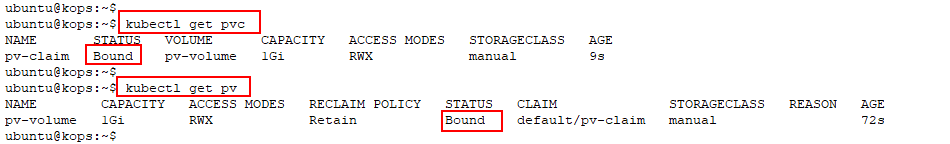 ubuntu@kops:~$
ubuntu@kops:~$ kubectl get pvc
NAME STATUS VOLUME CAPACITY ACCESS MODES STORAGECLASS AGE
pv-claim Bound pv-volume 1Gi RWX manual 9s
ubuntu@kops:~$
ubuntu@kops:~$ kubectl get pv
NAME CAPACITY ACCESS MODES RECLAIM POLICY STATUS CLAIM STORAGECLASS REASON AGE
pv-volume 1Gi RWX Retain Bound default/pv-claim manual 72s
ubuntu@kops:~$